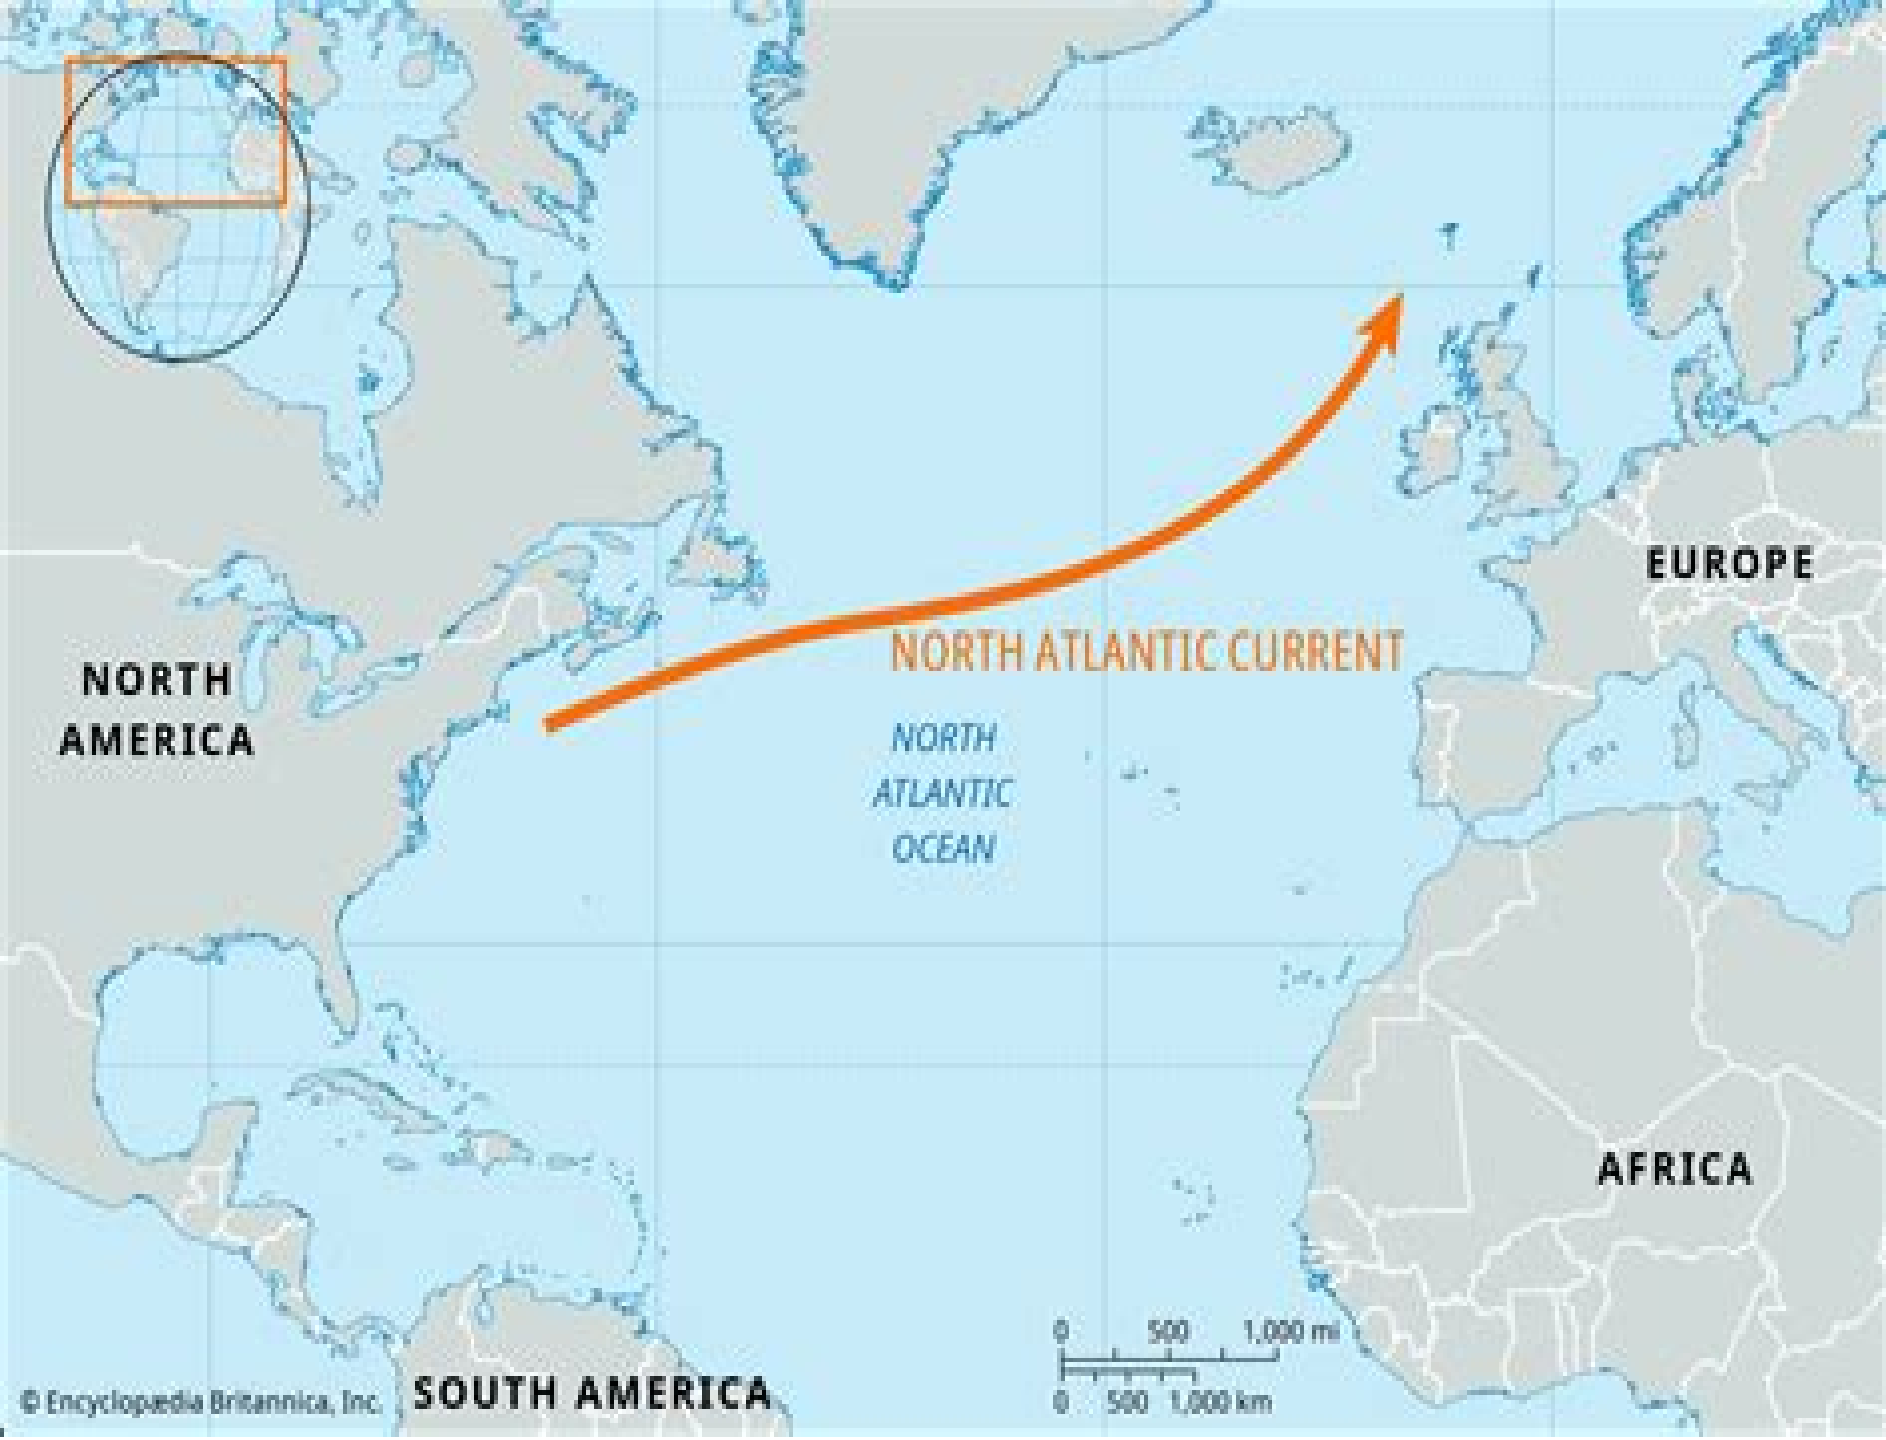 EUROPE
NORTH ATLANTIC CURRENT
NORTH
AMERICA
NORTH
ATLANTIC
OCEAN
AFRICA
0 500 1,000 mi
0 500 1,000 km
SOUTH AMERICA
© Encyclopædia Britannica, Inc.